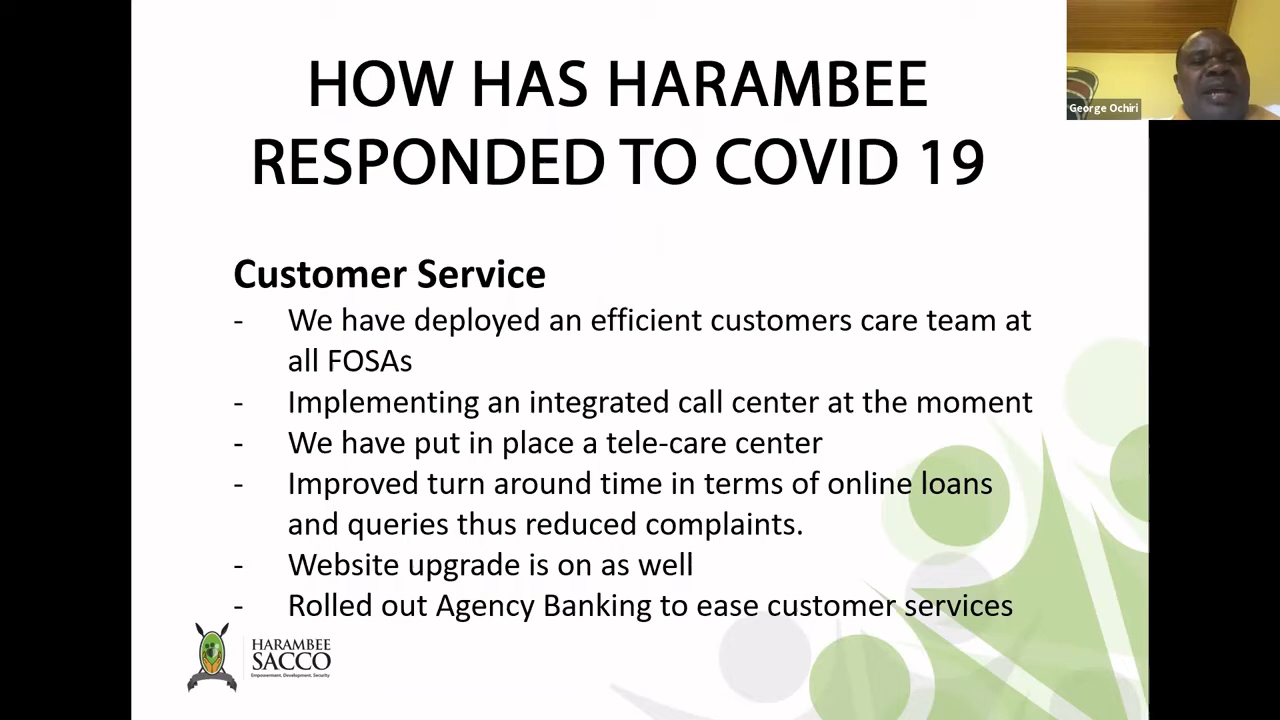 HOW HAS HARAMBEE
RESPONDED TO COVID 19
George Ochiri
Customer Service
- We have deployed an efficient customers care team at
all FOSAs
- Implementing an integrated call center at the moment
- We have put in place a tele-care center
- Improved turn around time in terms of online loans
and queries thus reduced complaints.
- Website upgrade is on as well
- Rolled out Agency Banking to ease customer services
HARAMBEE
SACCO
Empowerment. Development. Security